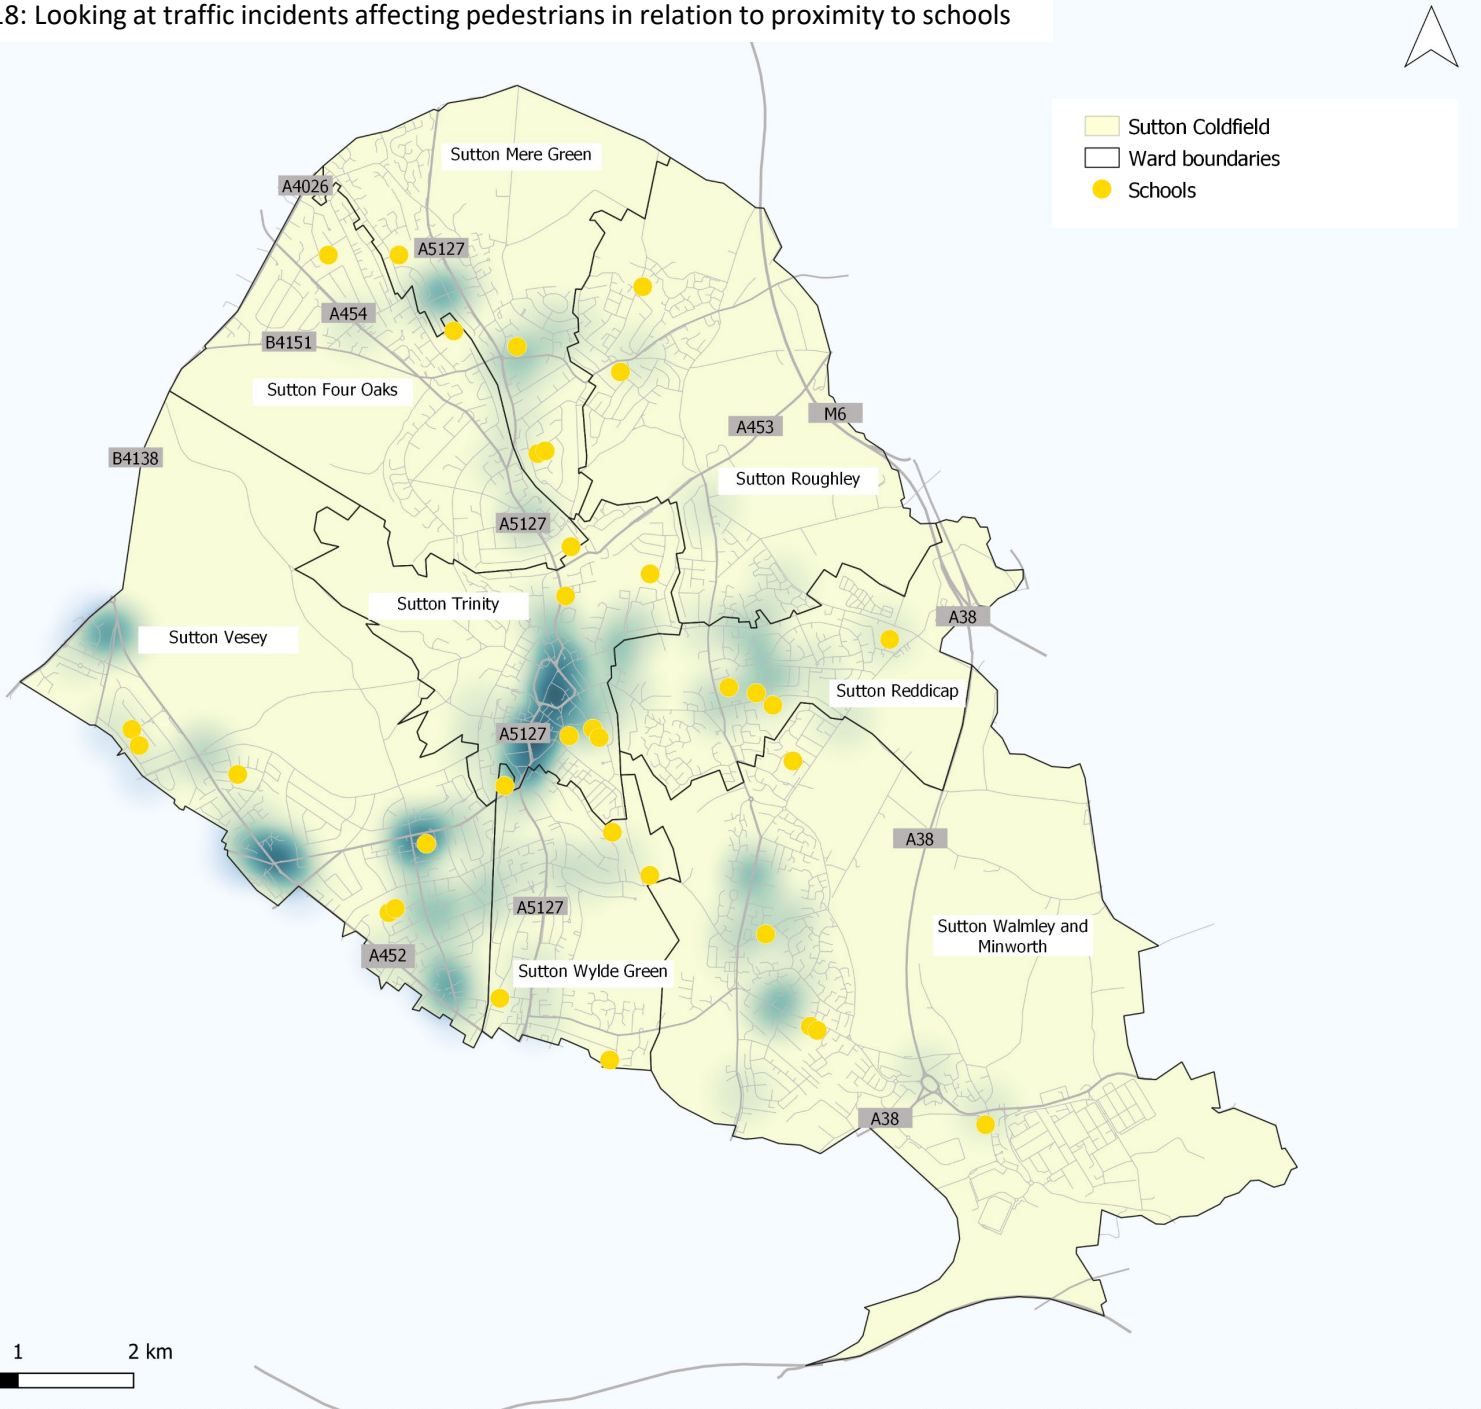 .8: Looking at traffic incidents affecting pedestrians in relation to proximity to schools
Sutton Coldfield
Ward boundaries
Schools
Sutton Mere Green
A4026
A5127
A454
B4151
Sutton Four Oaks
M6
A453
B4138
Sutton Roughley
A5127
Sutton Trinity
A38
Sutton Vesey
Sutton Reddicap
A5127
A38
A5127
Sutton Walmley and
Minworth
A452
Sutton Wylde Green
A38
1 2 km